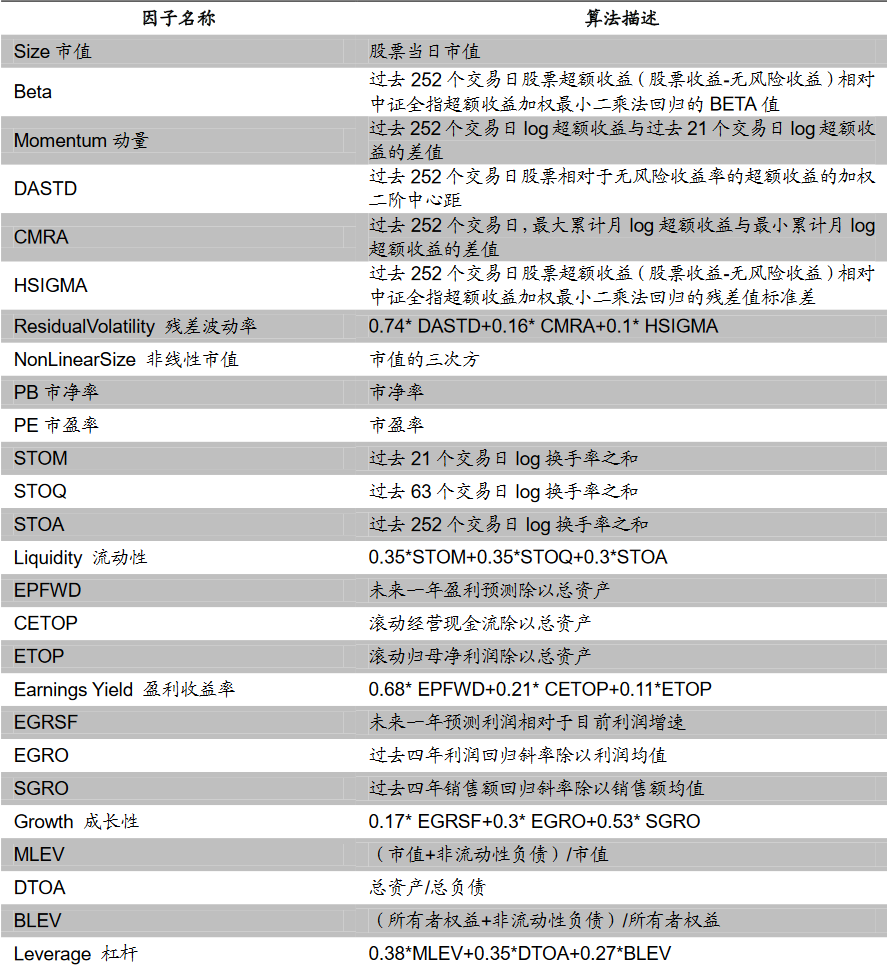 因子名称 算法描述
Size 市值 股票当日市值
Beta 过去 252 个交易日股票超额收益（股票收益-无风险收益）相对
中证全指超额收益加权最小二乘法回归的 BETA 值
Momentum 动量 过去 252 个交易日 log 超额收益与过去 21 个交易日 log 超额收
益的差值
DASTD 过去 252 个交易日股票相对于无风险收益率的超额收益的加权
二阶中心距
CMRA 过去 252 个交易日，最大累计月 log 超额收益与最小累计月 log
超额收益的差值
HSIGMA 过去 252 个交易日股票超额收益（股票收益-无风险收益）相对
中证全指超额收益加权最小二乘法回归的残差值标准差
ResidualVolatility 残差波动率 0.74* DASTD+0.16* CMRA+0.1* HSIGMA
NonLinearSize 非线性市值 市值的三次方
PB 市净率 市净率
PE 市盈率 市盈率
STOM 过去 21 个交易日 log 换手率之和
STOQ 过去 63 个交易日 log 换手率之和
STOA 过去 252 个交易日 log 换手率之和
Liquidity 流动性 0.35*STOM+0.35*STOQ+0.3*STOA
EPFWD 未来一年盈利预测除以总资产
CETOP 滚动经营现金流除以总资产
ETOP 滚动归母净利润除以总资产
Earnings Yield 盈利收益率 0.68* EPFWD+0.21* CETOP+0.11*ETOP
EGRSF 未来一年预测利润相对于目前利润增速
EGRO 过去四年利润回归斜率除以利润均值
SGRO 过去四年销售额回归斜率除以销售额均值
Growth 成长性 0.17* EGRSF+0.3* EGRO+0.53* SGRO
MLEV （市值+非流动性负债）/市值
DTOA 总资产/总负债
BLEV （所有者权益+非流动性负债）/所有者权益
Leverage 杠杆 0.38*MLEV+0.35*DTOA+0.27*BLEV